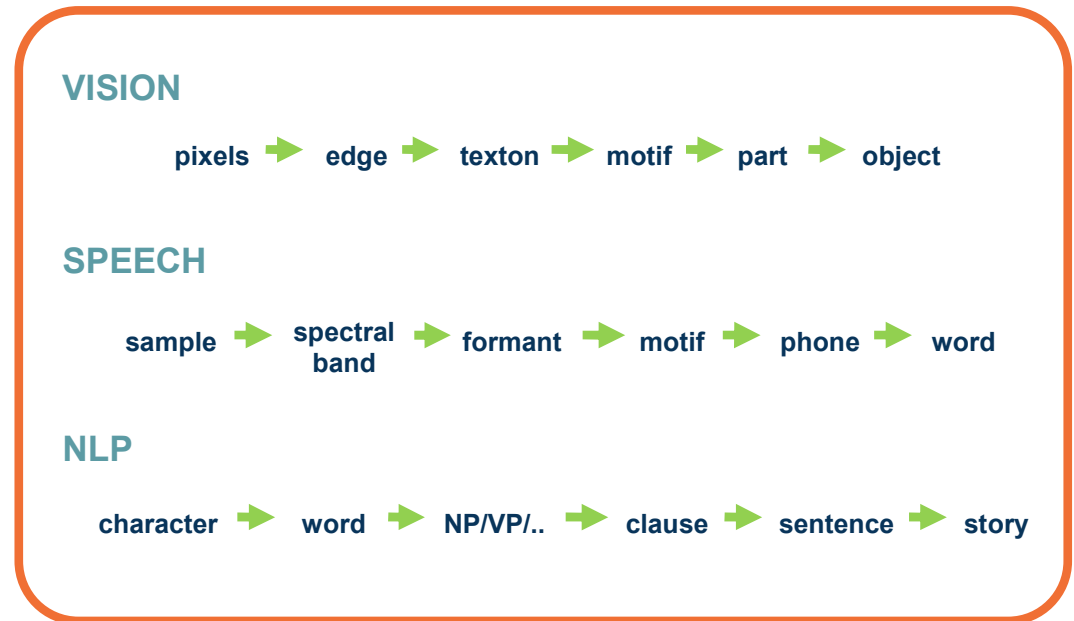 VISION
pixels edge texton motif part object
SPEECH
sample spectral band formant motif phone word
NLP
character word NP/VP/.. clause sentence story